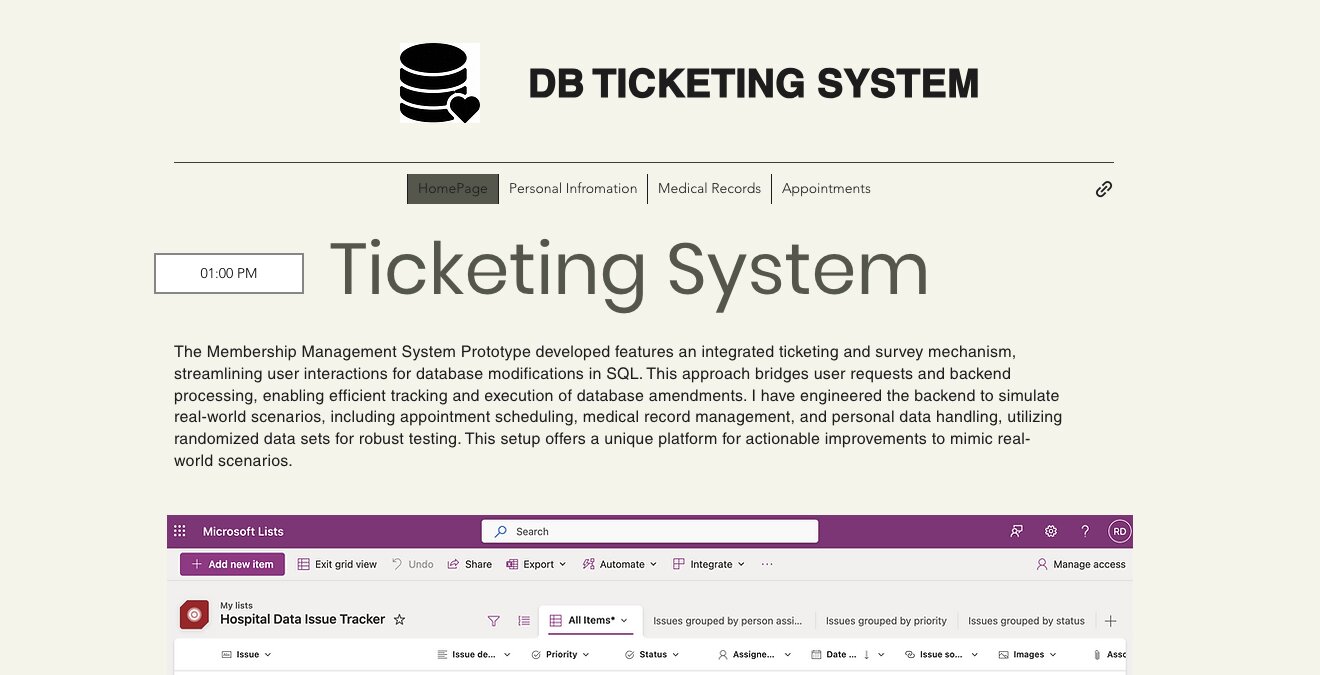 DB TICKETING SYSTEM
HomePage
Personal Infromation
Medical Records
Appointments
01:00 PM
Ticketing System
The Membership Management System Prototype developed features an integrated ticketing and survey mechanism,
streamlining user interactions for database modifications in SQL. This approach bridges user requests and backend
processing, enabling efficient tracking and execution of database amendments. I have engineered the backend to simulate
real-world scenarios, including appointment scheduling, medical record management, and personal data handling, utilizing
randomized data sets for robust testing. This setup offers a unique platform for actionable improvements to mimic real-
world scenarios.
Microsoft Lists
Search
RD
Add new item
Exit grid view
Undo
Share
Export
Automate
Integrate
...
Manage access
My lists
Hospital Data Issue Tracker
All Items*
Issues grouped by person assi...
Issues grouped by priority
Issues grouped by status
Issue
Issue de...
Priority
Status
Assigne...
Date ...
Issue so...
Images
Asso